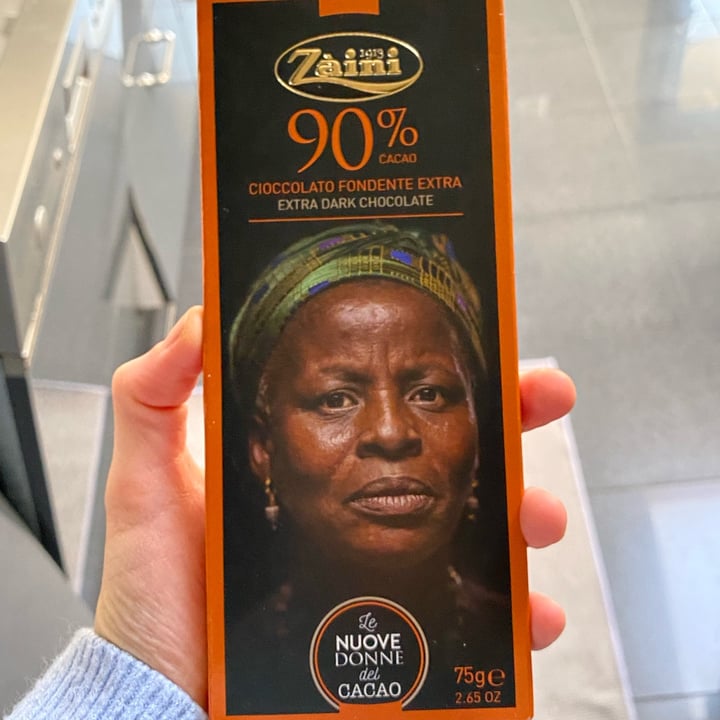 1913
Zàini
90%
CACAO
CIOCCOLATO FONDENTE EXTRA
EXTRA DARK CHOCOLATE
Le
NUOVE
DONNE
del
CACAO
75g℮
2.65 OZ